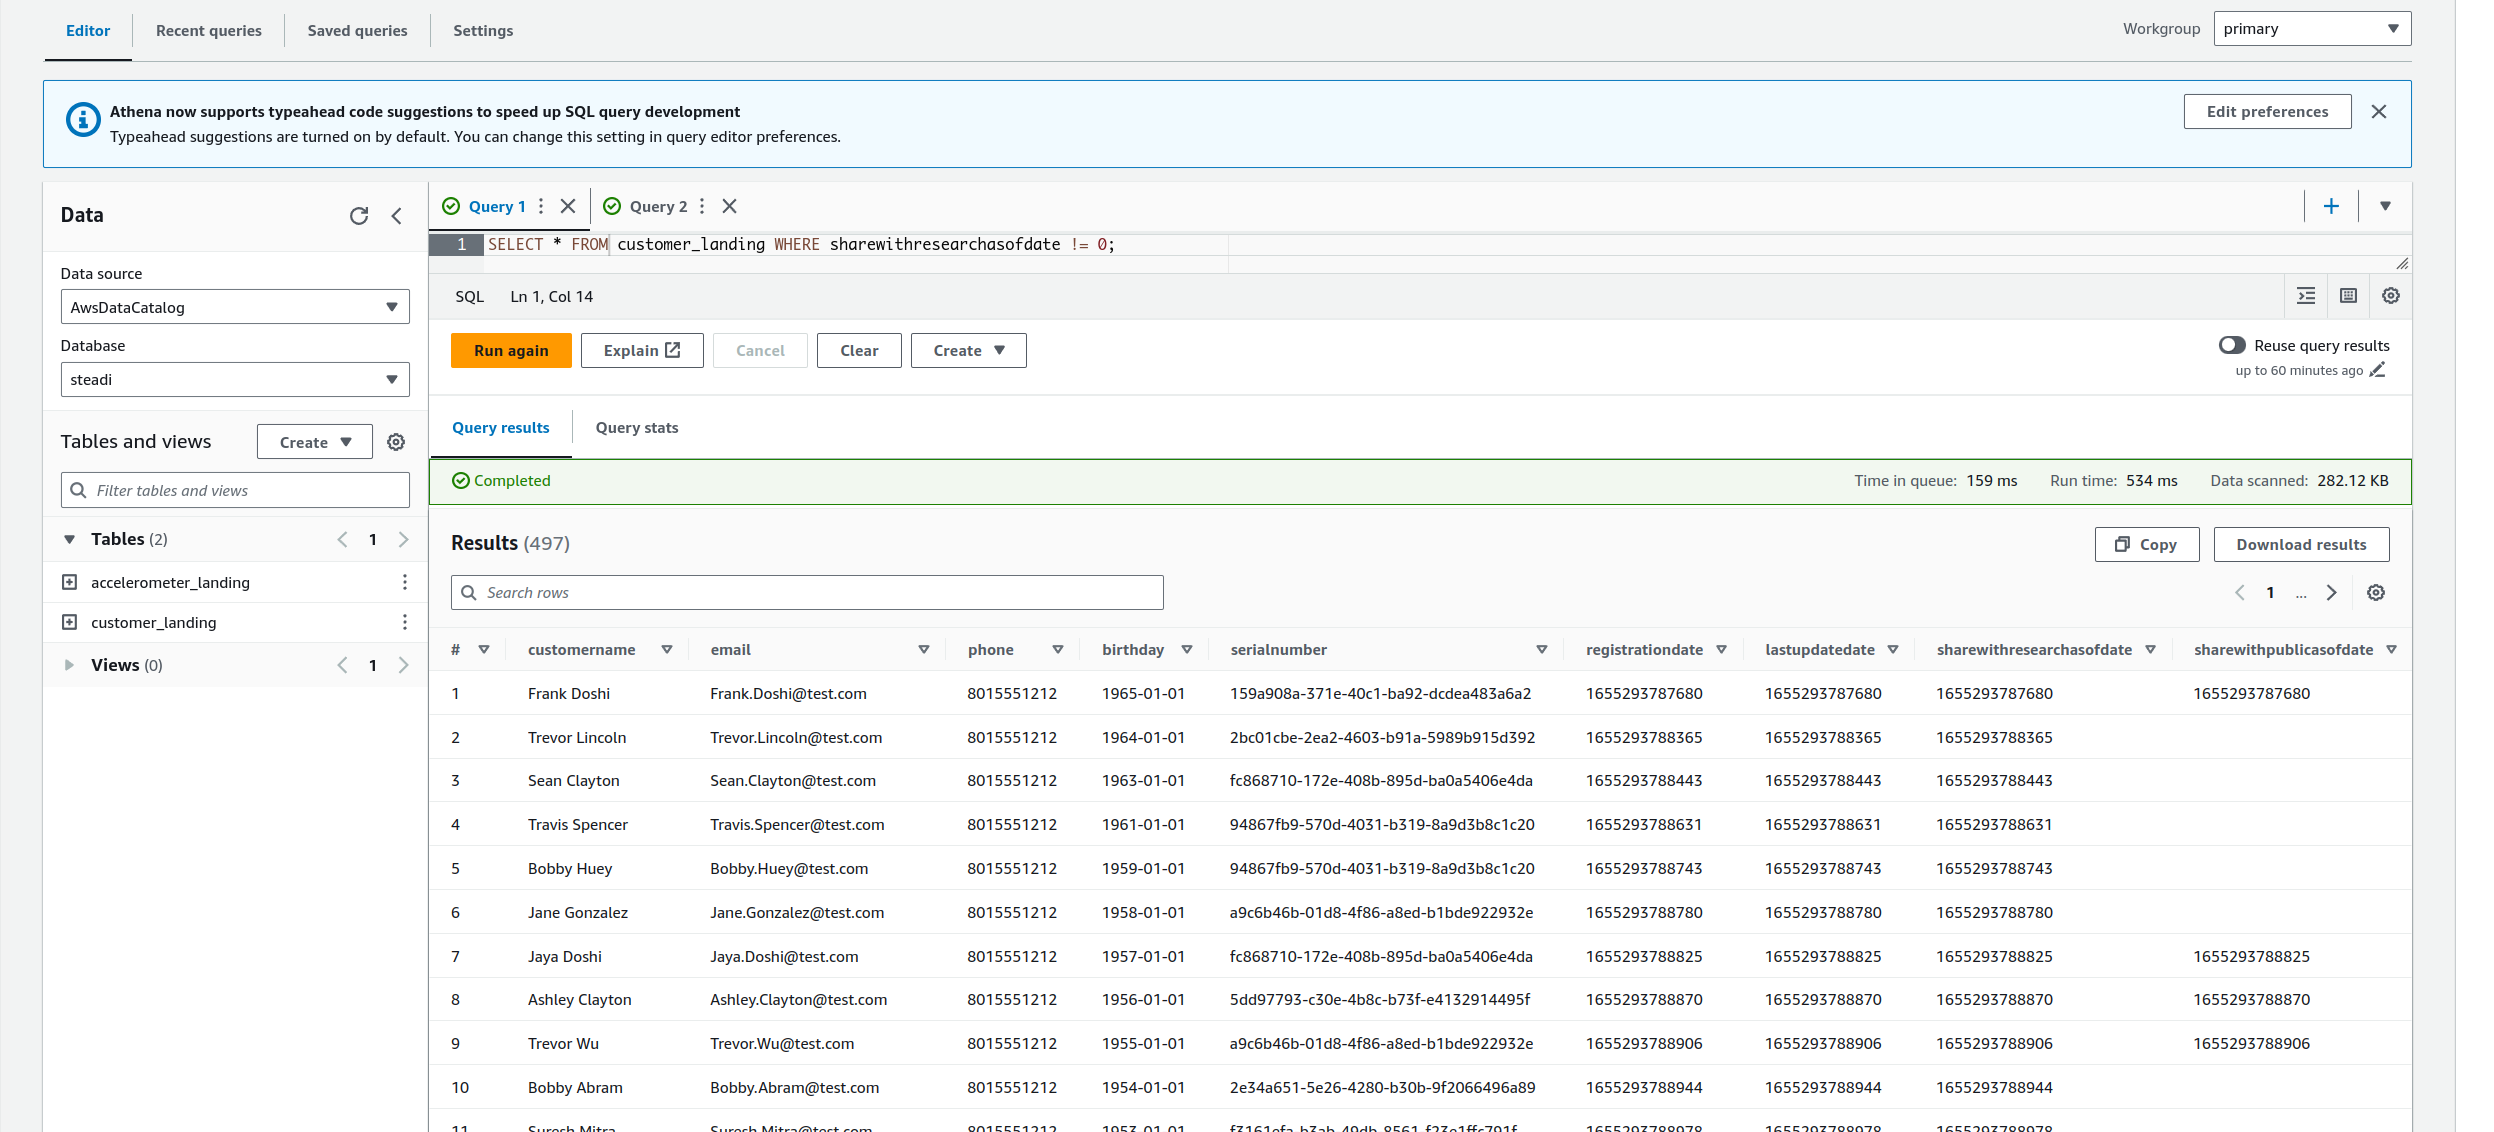 Editor Recent queries Saved queries Settings Workgroup primary
Athena now supports typeahead code suggestions to speed up SQL query development
Typeahead suggestions are turned on by default. You can change this setting in query editor preferences.
Edit preferences
Data
Data source
AwsDataCatalog
Database
steadi
Tables and views Create
Filter tables and views
Tables (2) 1
accelerometer_landing
customer_landing
Views (0) 1
Query 1 Query 2
1 SELECT * FROM customer_landing WHERE sharewithresearchasofdate != 0;
SQL Ln 1, Col 14
Run again Explain Cancel Clear Create
Reuse query results
up to 60 minutes ago
Query results Query stats
Completed Time in queue: 159 ms Run time: 534 ms Data scanned: 282.12 KB
Results (497) Copy Download results
Search rows 1 ...
# customername email phone birthday serialnumber registrationdate lastupdatedate sharewithresearchasofdate sharewithpublicasofdate
1 Frank Doshi Frank.Doshi@test.com 8015551212 1965-01-01 159a908a-371e-40c1-ba92-dcdea483a6a2 1655293787680 1655293787680 1655293787680 1655293787680
2 Trevor Lincoln Trevor.Lincoln@test.com 8015551212 1964-01-01 2bc01cbe-2ea2-4603-b91a-5989b915d392 1655293788365 1655293788365 1655293788365
3 Sean Clayton Sean.Clayton@test.com 8015551212 1963-01-01 fc868710-172e-408b-895d-ba0a5406e4da 1655293788443 1655293788443 1655293788443
4 Travis Spencer Travis.Spencer@test.com 8015551212 1961-01-01 94867fb9-570d-4031-b319-8a9d3b8c1c20 1655293788631 1655293788631 1655293788631
5 Bobby Huey Bobby.Huey@test.com 8015551212 1959-01-01 94867fb9-570d-4031-b319-8a9d3b8c1c20 1655293788743 1655293788743 1655293788743
6 Jane Gonzalez Jane.Gonzalez@test.com 8015551212 1958-01-01 a9c6b46b-01d8-4f86-a8ed-b1bde922932e 1655293788780 1655293788780 1655293788780
7 Jaya Doshi Jaya.Doshi@test.com 8015551212 1957-01-01 fc868710-172e-408b-895d-ba0a5406e4da 1655293788825 1655293788825 1655293788825 1655293788825
8 Ashley Clayton Ashley.Clayton@test.com 8015551212 1956-01-01 5dd97793-c30e-4b8c-b73f-e4132914495f 1655293788870 1655293788870 1655293788870 1655293788870
9 Trevor Wu Trevor.Wu@test.com 8015551212 1955-01-01 a9c6b46b-01d8-4f86-a8ed-b1bde922932e 1655293788906 1655293788906 1655293788906 1655293788906
10 Bobby Abram Bobby.Abram@test.com 8015551212 1954-01-01 2e34a651-5e26-4280-b30b-9f2066496a89 1655293788944 1655293788944 1655293788944
11 Suresh Mitra Suresh.Mitra@test.com 8015551212 1953-01-01 1655293788978 1655293788978 1655293788978